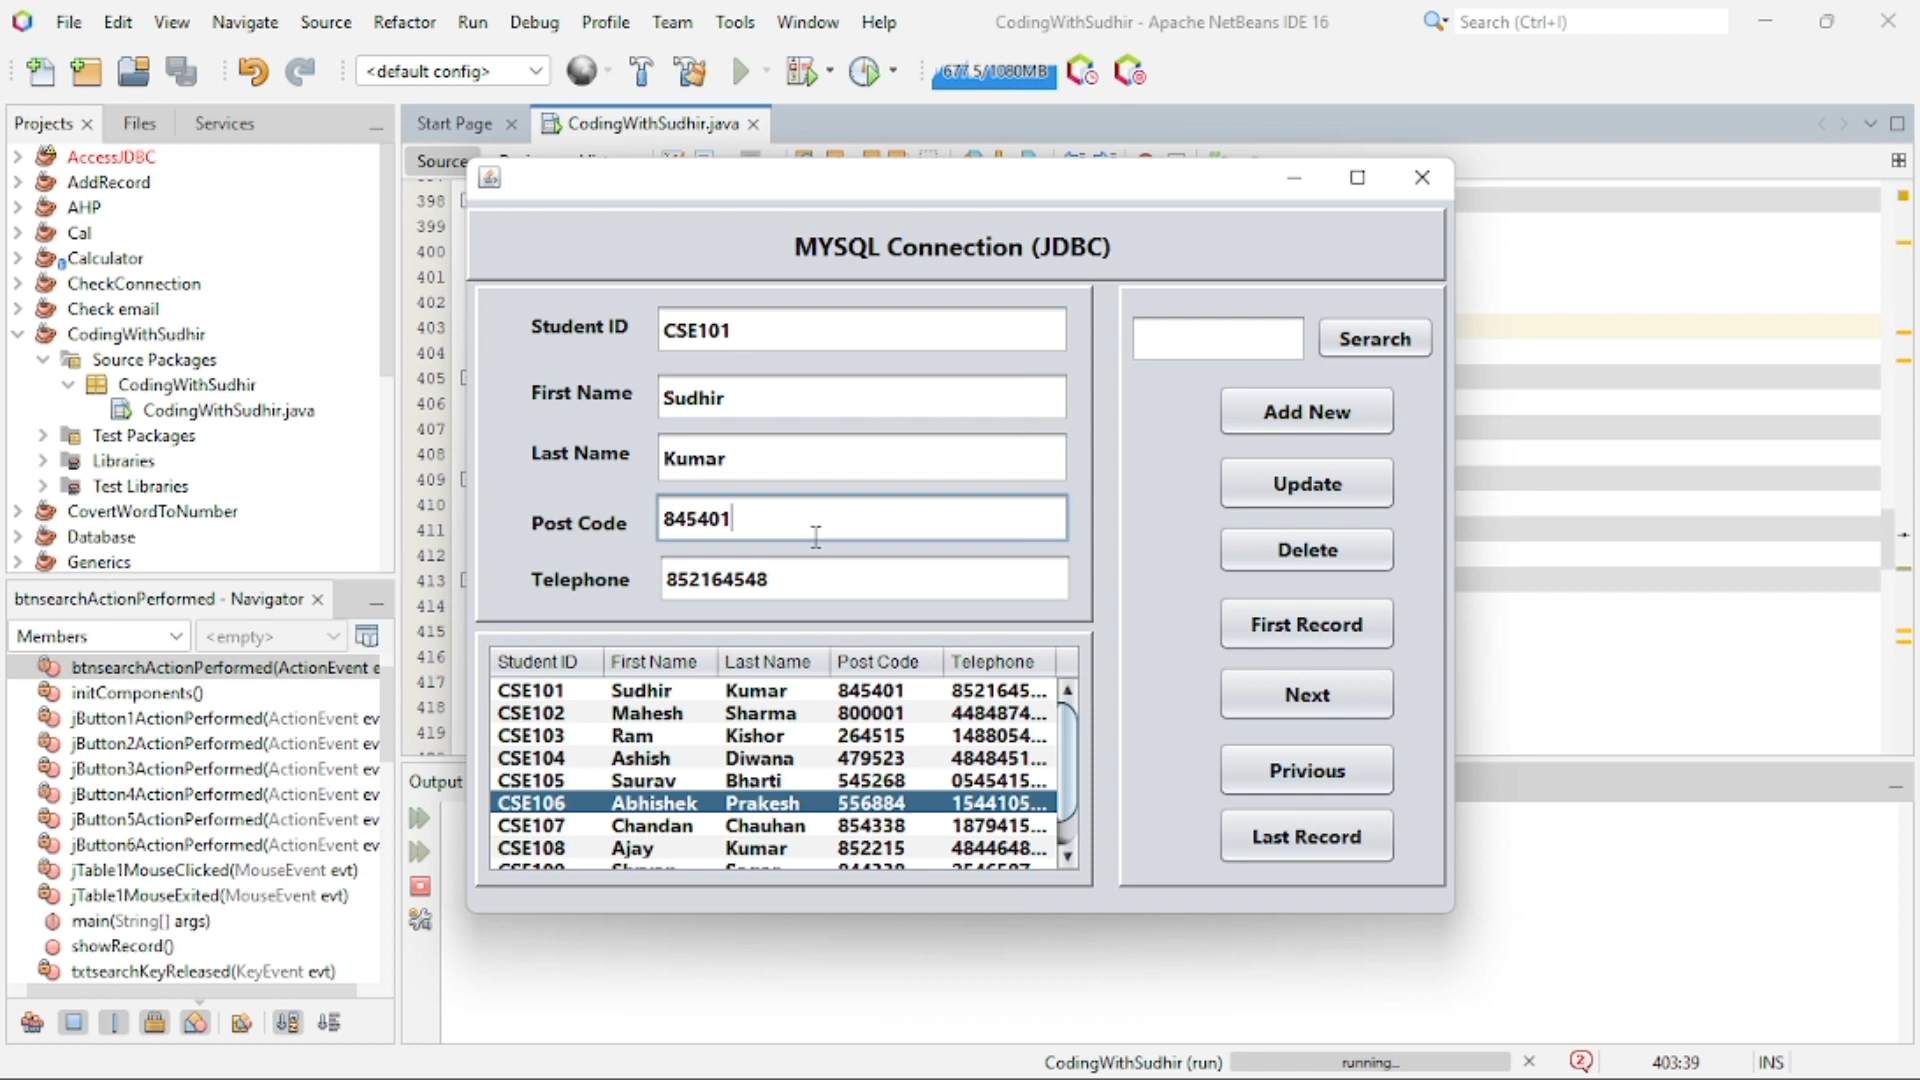 File Edit View Navigate Source Refactor Run Debug Profile Team Tools Window Help
CodingWithSudhir - Apache NetBeans IDE 16
Search (Ctrl+I)
<default config>
677.5/1080MB
Projects
Files
Services
Start Page
CodingWithSudhir.java
AccessJDBC
AddRecord
AHP
Cal
Calculator
CheckConnection
Check email
CodingWithSudhir
Source Packages
CodingWithSudhir
CodingWithSudhir.java
Test Packages
Libraries
Test Libraries
CovertWordToNumber
Database
Generics
btnsearchActionPerformed - Navigator
Members
<empty>
btnsearchActionPerformed(ActionEvent e
initComponents()
jButton1ActionPerformed(ActionEvent ev
jButton2ActionPerformed(ActionEvent ev
jButton3ActionPerformed(ActionEvent ev
jButton4ActionPerformed(ActionEvent ev
jButton5ActionPerformed(ActionEvent ev
jButton6ActionPerformed(ActionEvent ev
jTable1MouseClicked(MouseEvent evt)
jTable1MouseExited(MouseEvent evt)
main(String[] args)
showRecord()
txtsearchKeyReleased(KeyEvent evt)
Source
398
399
400
401
402
403
404
405
406
407
408
409
410
411
412
413
414
415
416
417
418
419
Output
MYSQL Connection (JDBC)
Student ID CSE101
First Name Sudhir
Last Name Kumar
Post Code 845401
Telephone 852164548
Student ID First Name Last Name Post Code Telephone
CSE101 Sudhir Kumar 845401 8521645...
CSE102 Mahesh Sharma 800001 4484874...
CSE103 Ram Kishor 264515 1488054...
CSE104 Ashish Diwana 479523 4848451...
CSE105 Saurav Bharti 545268 0545415...
CSE106 Abhishek Prakesh 556884 1544105...
CSE107 Chandan Chauhan 854338 1879415...
CSE108 Ajay Kumar 852215 4844648...
Serarch
Add New
Update
Delete
First Record
Next
Privious
Last Record
CodingWithSudhir (run)
running...
2
403:39
INS